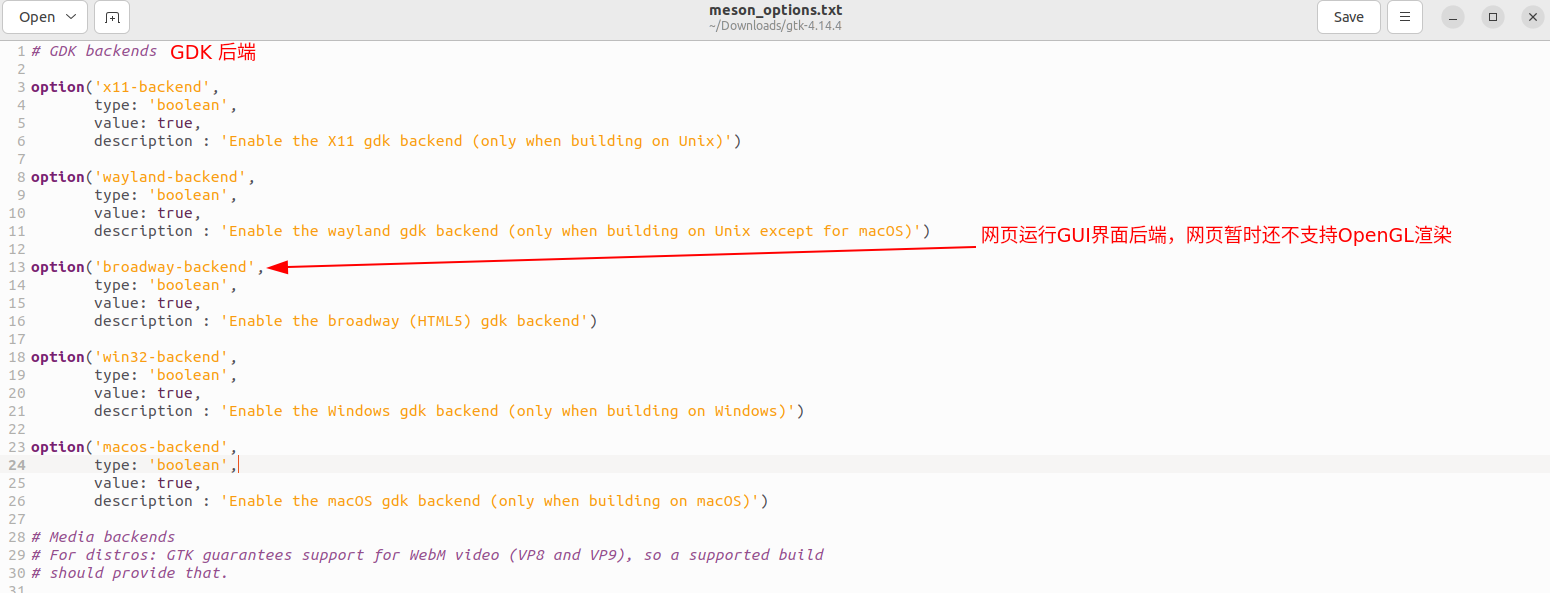 Open
meson_options.txt
~/Downloads/gtk-4.14.4
Save
1 # GDK backends GDK 后端
2
3 option('x11-backend',
4 type: 'boolean',
5 value: true,
6 description : 'Enable the X11 gdk backend (only when building on Unix)')
7
8 option('wayland-backend',
9 type: 'boolean',
10 value: true,
11 description : 'Enable the wayland gdk backend (only when building on Unix except for macOS)')
网页运行GUI界面后端，网页暂时还不支持OpenGL渲染
12
13 option('broadway-backend',
14 type: 'boolean',
15 value: true,
16 description : 'Enable the broadway (HTML5) gdk backend')
17
18 option('win32-backend',
19 type: 'boolean',
20 value: true,
21 description : 'Enable the Windows gdk backend (only when building on Windows)')
22
23 option('macos-backend',
24 type: 'boolean',
25 value: true,
26 description : 'Enable the macOS gdk backend (only when building on macOS)')
27
28 # Media backends
29 # For distros: GTK guarantees support for WebM video (VP8 and VP9), so a supported build
30 # should provide that.
31